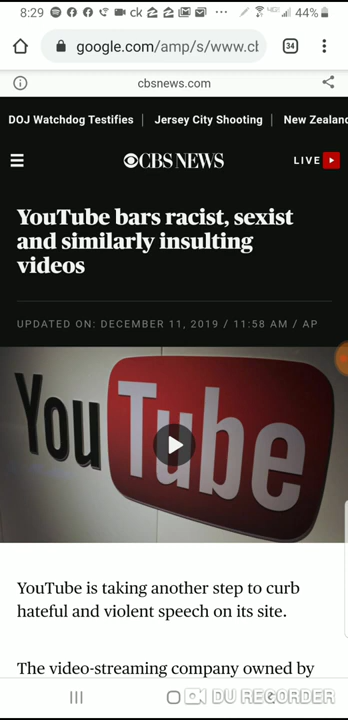 8:29 44%
google.com/amp/s/www.cb
34
cbsnews.com
DOJ Watchdog Testifies | Jersey City Shooting | New Zealand
CBS NEWS LIVE
YouTube bars racist, sexist
and similarly insulting
videos
UPDATED ON: DECEMBER 11, 2019 / 11:58 AM / AP
YouTube
YouTube is taking another step to curb
hateful and violent speech on its site.
The video-streaming company owned by
DU RECORDER